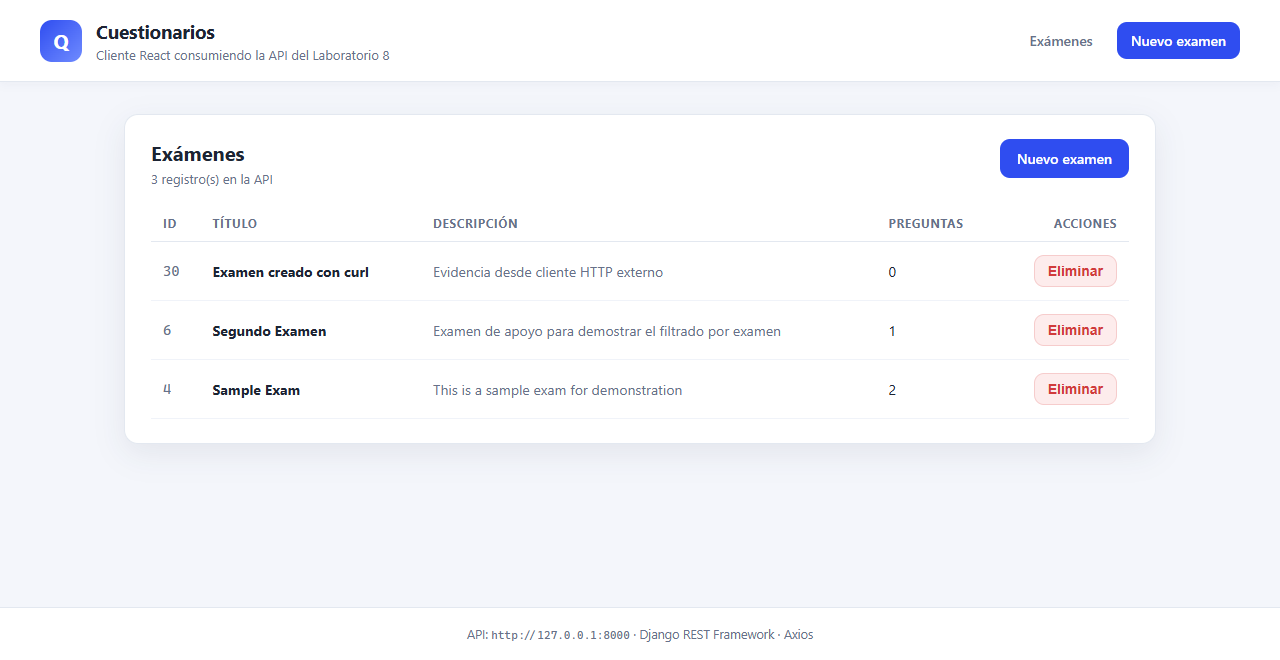 Q
Cuestionarios
Cliente React consumiendo la API del Laboratorio 8
Exámenes
Nuevo examen
Exámenes
3 registro(s) en la API
Nuevo examen
ID TÍTULO DESCRIPCIÓN PREGUNTAS ACCIONES
30 Examen creado con curl Evidencia desde cliente HTTP externo 0 Eliminar
6 Segundo Examen Examen de apoyo para demostrar el filtrado por examen 1 Eliminar
4 Sample Exam This is a sample exam for demonstration 2 Eliminar
API: http://127.0.0.1:8000 · Django REST Framework · Axios